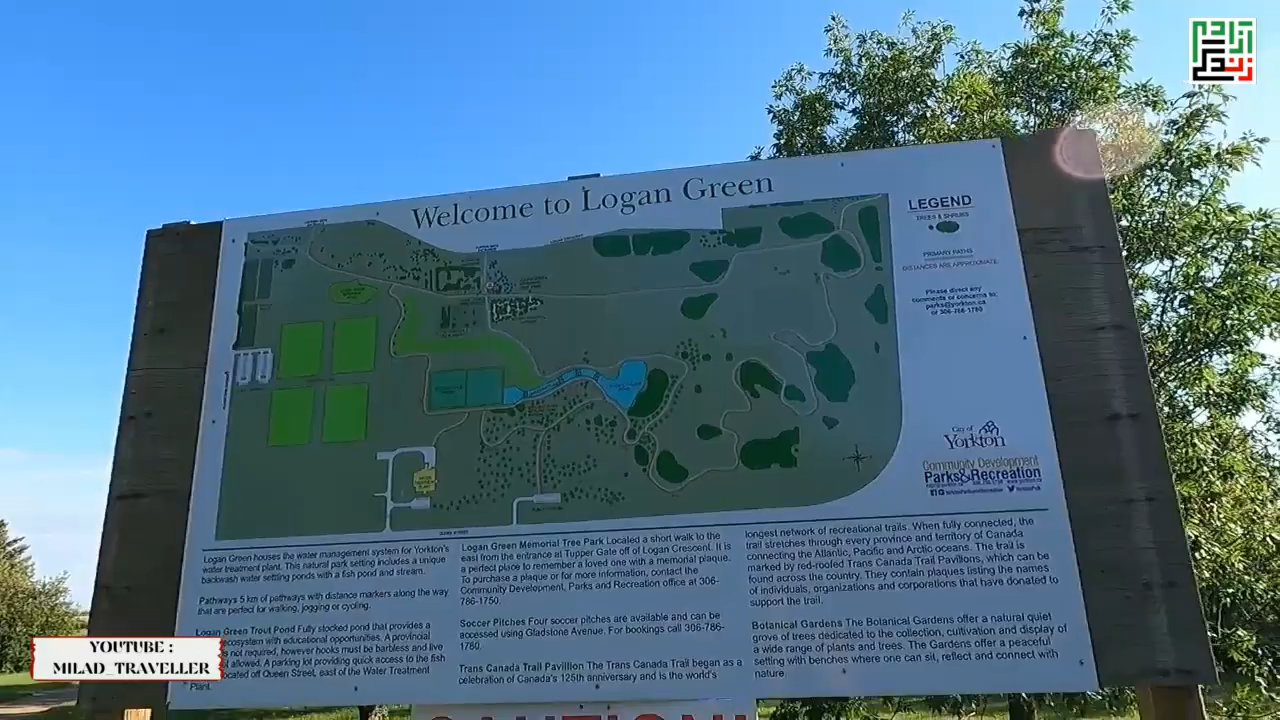 Welcome to Logan Green
LEGEND
TREES & SHRUBS
PRIMARY PATHS
DISTANCES ARE APPROXIMATE
Please direct any
comments or concerns to:
parks@yorkton.ca
or 306-786-1780
City of
Yorkton
Community Development
Parks & Recreation
Logan Green houses the water management system for Yorkton's
water treatment plant. This natural park setting includes a unique
backwash water settling ponds with a fish pond and stream.
Pathways 5 km of pathways with distance markers along the way
that are perfect for walking, jogging or cycling.
Logan Green Trout Pond Fully stocked pond that provides a
ecosystem with educational opportunities. A provincial
is not required, however hooks must be barbless and live
allowed. A parking lot providing quick access to the fish
located off Queen Street, east of the Water Treatment
Plant.
Logan Green Memorial Tree Park Located a short walk to the
east from the entrance at Tupper Gate off of Logan Crescent. It is
a perfect place to remember a loved one with a memorial plaque.
To purchase a plaque or for more information, contact the
Community Development, Parks and Recreation office at 306-
786-1750.
Soccer Pitches Four soccer pitches are available and can be
accessed using Gladstone Avenue. For bookings call 306-786-
1780.
Trans Canada Trail Pavillion The Trans Canada Trail began as a
celebration of Canada's 125th anniversary and is the world's
longest network of recreational trails. When fully connected, the
trail stretches through every province and territory of Canada
connecting the Atlantic, Pacific and Arctic oceans. The trail is
marked by red-roofed Trans Canada Trail Pavillions, which can be
found across the country. They contain plaques listing the names
of individuals, organizations and corporations that have donated to
support the trail.
Botanical Gardens The Botanical Gardens offer a natural quiet
grove of trees dedicated to the collection, cultivation and display of
a wide range of plants and trees. The Gardens offer a peaceful
setting with benches where one can sit, reflect and connect with
nature
CAUTION!
YOUTUBE :
MILAD_TRAVELLER